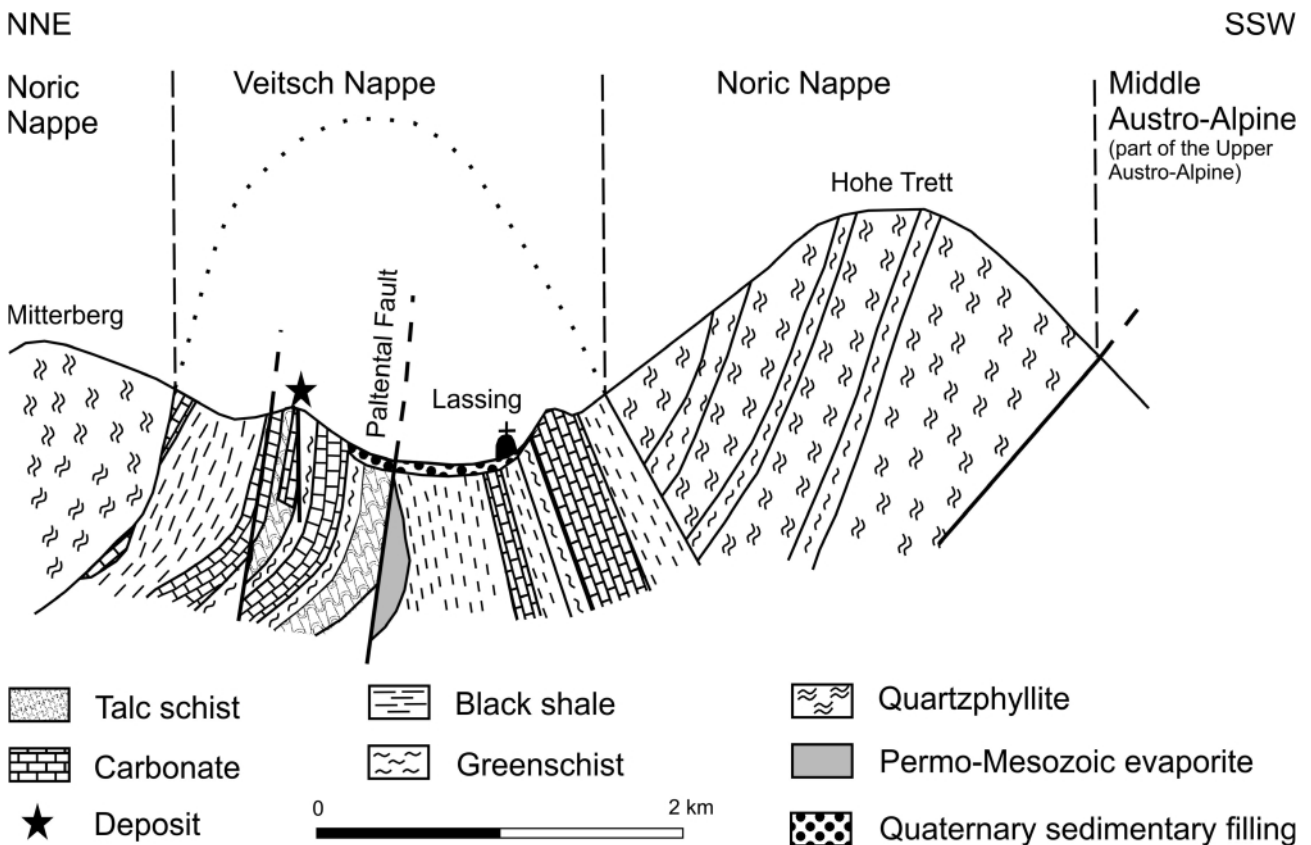 NNE
SSW
Noric
Nappe
Veitsch Nappe
Noric Nappe
Middle
Austro-Alpine
(part of the Upper
Austro-Alpine)
Hohe Trett
Mitterberg
Paltental Fault
Lassing
Talc schist
Black shale
Quartzphyllite
Carbonate
Greenschist
Permo-Mesozoic evaporite
Deposit
0
2 km
Quaternary sedimentary filling